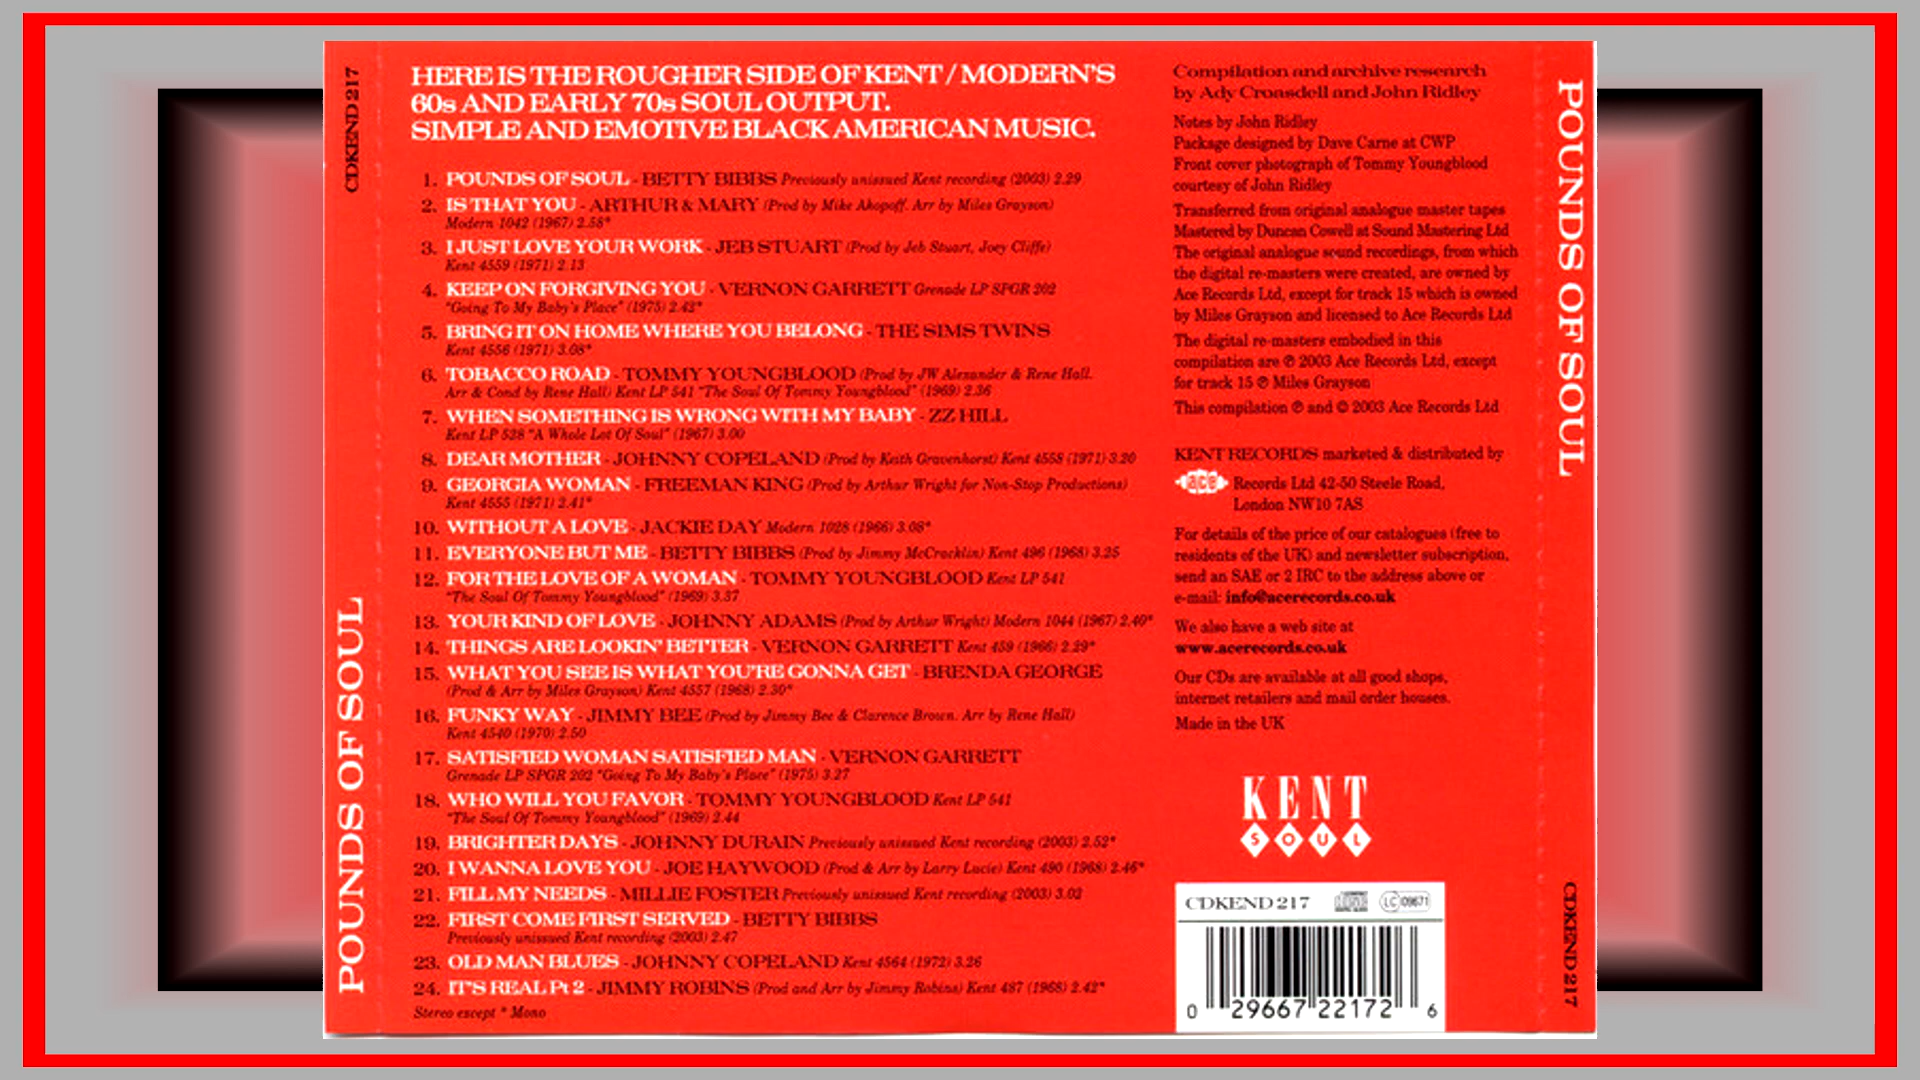 CDKEND 217
POUNDS OF SOUL
HERE IS THE ROUGHER SIDE OF KENT / MODERN'S
60s AND EARLY 70s SOUL OUTPUT.
SIMPLE AND EMOTIVE BLACK AMERICAN MUSIC.
1. POUNDS OF SOUL - BETTY BIBBS Previously unissued Kent recording (2003) 2.29
2. IS THAT YOU - ARTHUR & MARY (Prod by Mike Akopoff. Arr by Miles Grayson)
Modern 1042 (1967) 2.58*
3. I JUST LOVE YOUR WORK - JEB STUART (Prod by Jeb Stuart, Joey Cliffe)
Kent 4559 (1971) 2.13
4. KEEP ON FORGIVING YOU - VERNON GARRETT Grenade LP SPGR 202
"Going To My Baby's Place" (1975) 2.42*
5. BRING IT ON HOME WHERE YOU BELONG - THE SIMS TWINS
Kent 4556 (1971) 3.08*
6. TOBACCO ROAD - TOMMY YOUNGBLOOD (Prod by JW Alexander & Rene Hall.
Arr & Cond by Rene Hall) Kent LP 541 "The Soul Of Tommy Youngblood" (1969) 2.36
7. WHEN SOMETHING IS WRONG WITH MY BABY - ZZ HILL
Kent LP 528 "A Whole Lot Of Soul" (1967) 3.00
8. DEAR MOTHER - JOHNNY COPELAND (Prod by Keith Gravenhorst) Kent 4558 (1971) 3.20
9. GEORGIA WOMAN - FREEMAN KING (Prod by Arthur Wright for Non-Stop Productions)
Kent 4555 (1971) 2.41*
10. WITHOUT A LOVE - JACKIE DAY Modern 1028 (1966) 3.08*
11. EVERYONE BUT ME - BETTY BIBBS (Prod by Jimmy McCracklin) Kent 496 (1968) 3.25
12. FOR THE LOVE OF A WOMAN - TOMMY YOUNGBLOOD Kent LP 541
"The Soul Of Tommy Youngblood" (1969) 3.37
13. YOUR KIND OF LOVE - JOHNNY ADAMS (Prod by Arthur Wright) Modern 1044 (1967) 2.40*
14. THINGS ARE LOOKIN' BETTER - VERNON GARRETT Kent 459 (1966) 2.29*
15. WHAT YOU SEE IS WHAT YOU'RE GONNA GET - BRENDA GEORGE
(Prod & Arr by Miles Grayson) Kent 4557 (1968) 2.30*
16. FUNKY WAY - JIMMY BEE (Prod by Jimmy Bee & Clarence Brown. Arr by Rene Hall)
Kent 4540 (1970) 2.50
17. SATISFIED WOMAN SATISFIED MAN - VERNON GARRETT
Grenade LP SPGR 202 "Going To My Baby's Place" (1975) 3.27
18. WHO WILL YOU FAVOR - TOMMY YOUNGBLOOD Kent LP 541
"The Soul Of Tommy Youngblood" (1969) 2.44
19. BRIGHTER DAYS - JOHNNY DURAIN Previously unissued Kent recording (2003) 2.52*
20. I WANNA LOVE YOU - JOE HAYWOOD (Prod & Arr by Larry Lucie) Kent 490 (1968) 2.46*
21. FILL MY NEEDS - MILLIE FOSTER Previously unissued Kent recording (2003) 3.02
22. FIRST COME FIRST SERVED - BETTY BIBBS
Previously unissued Kent recording (2003) 2.47
23. OLD MAN BLUES - JOHNNY COPELAND Kent 4564 (1972) 3.26
24. IT'S REAL Pt 2 - JIMMY ROBINS (Prod and Arr by Jimmy Robins) Kent 487 (1968) 2.42*
Stereo except * Mono
Compilation and archive research
by Ady Croasdell and John Ridley
Notes by John Ridley
Package designed by Dave Carne at CWP
Front cover photograph of Tommy Youngblood
courtesy of John Ridley
Transferred from original analogue master tapes
Mastered by Duncan Cowell at Sound Mastering Ltd
The original analogue sound recordings, from which
the digital re-masters were created, are owned by
Ace Records Ltd, except for track 15 which is owned
by Miles Grayson and licensed to Ace Records Ltd
The digital re-masters embodied in this
compilation are ℗ 2003 Ace Records Ltd, except
for track 15 ℗ Miles Grayson
This compilation ℗ and © 2003 Ace Records Ltd
KENT RECORDS marketed & distributed by
ace Records Ltd 42-50 Steele Road,
London NW10 7AS
For details of the price of our catalogues (free to
residents of the UK) and newsletter subscription,
send an SAE or 2 IRC to the address above or
e-mail: info@acerecords.co.uk
We also have a web site at
www.acerecords.co.uk
Our CDs are available at all good shops,
internet retailers and mail order houses.
Made in the UK
KENT
SOUL
CDKEND 217 LC 09671
0 29667 22172 6
POUNDS OF SOUL
CDKEND 217